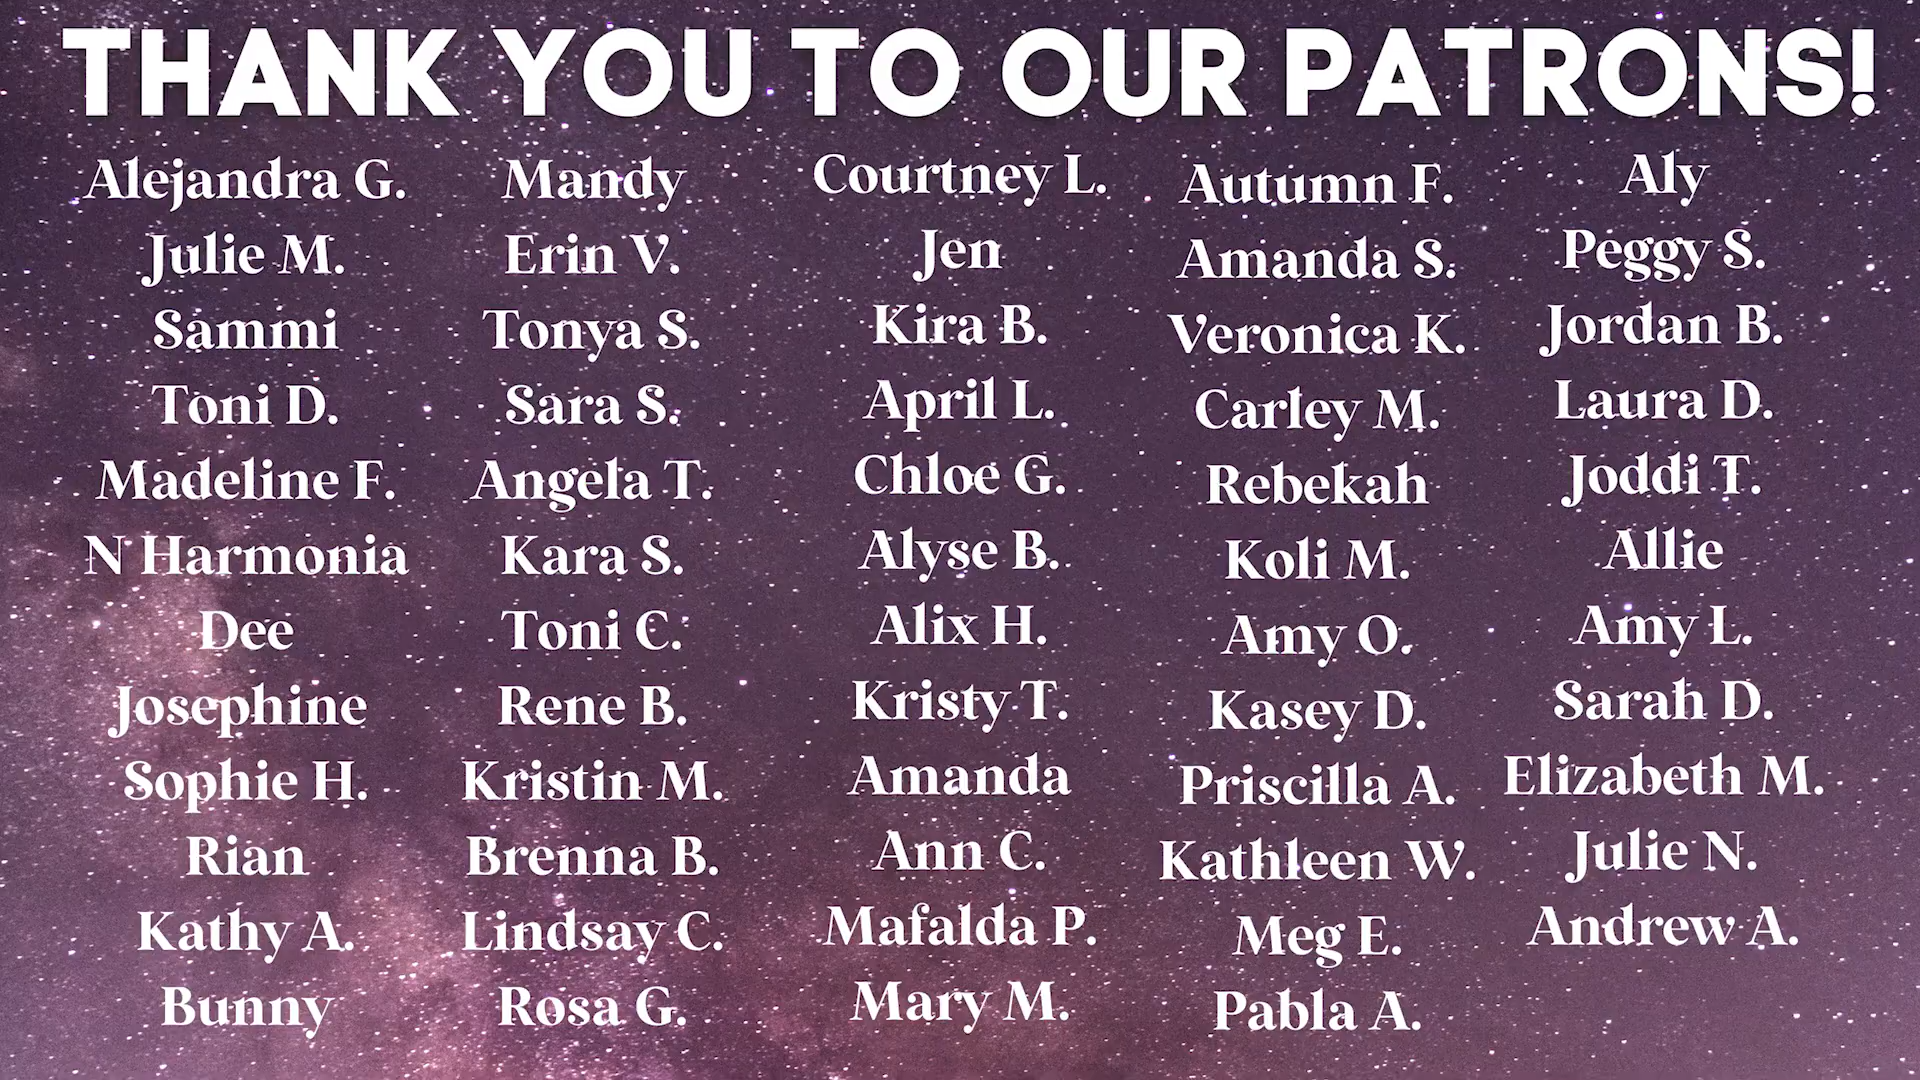 THANK YOU TO OUR PATRONS!
Alejandra G.
Julie M.
Sammi
Toni D.
Madeline F.
N Harmonia
Dee
Josephine
Sophie H.
Rian
Kathy A.
Bunny
Mandy
Erin V.
Tonya S.
Sara S.
Angela T.
Kara S.
Toni C.
Rene B.
Kristin M.
Brenna B.
Lindsay C.
Rosa G.
Courtney L.
Jen
Kira B.
April L.
Chloe G.
Alyse B.
Alix H.
Kristy T.
Amanda
Ann C.
Mafalda P.
Mary M.
Autumn F.
Amanda S.
Veronica K.
Carley M.
Rebekah
Koli M.
Amy O.
Kasey D.
Priscilla A.
Kathleen W.
Meg E.
Pabla A.
Aly
Peggy S.
Jordan B.
Laura D.
Joddi T.
Allie
Amy L.
Sarah D.
Elizabeth M.
Julie N.
Andrew A.